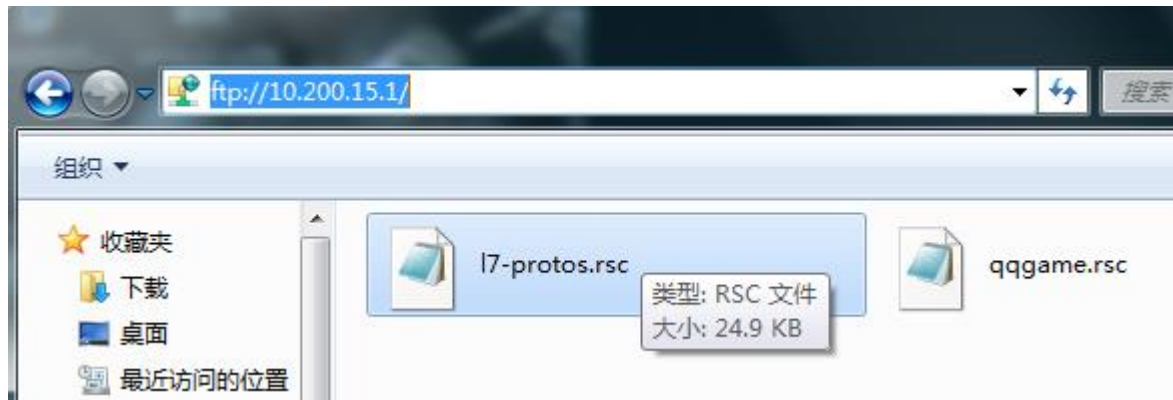 ftp://10.200.15.1/
搜索
组织
收藏夹
下载
桌面
最近访问的位置
l7-protos.rsc
qqgame.rsc
类型: RSC 文件
大小: 24.9 KB